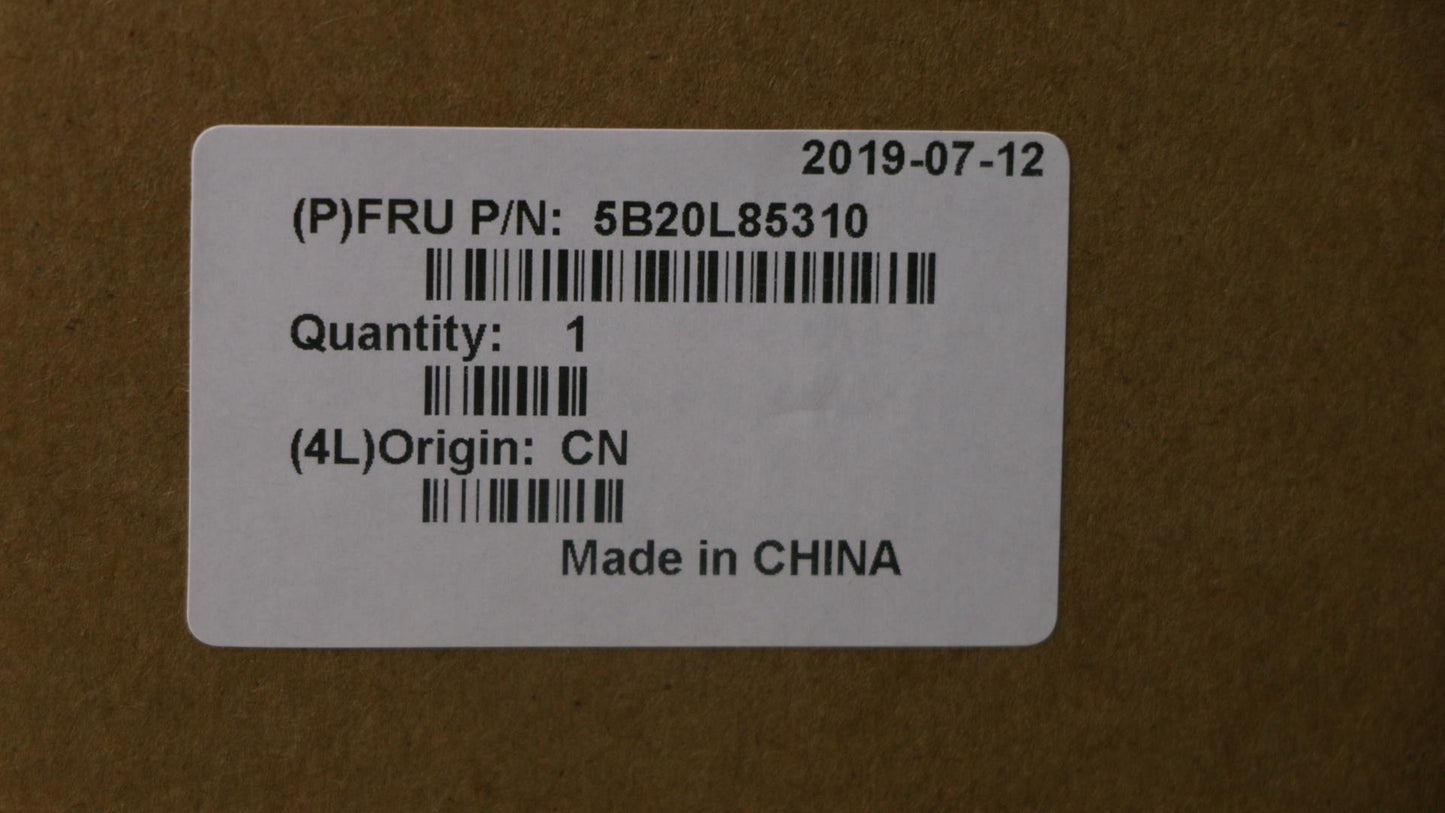 2019-07-12
(P)FRU P/N: 5B20L85310
Quantity: 1
(4L)Origin: CN
Made in CHINA